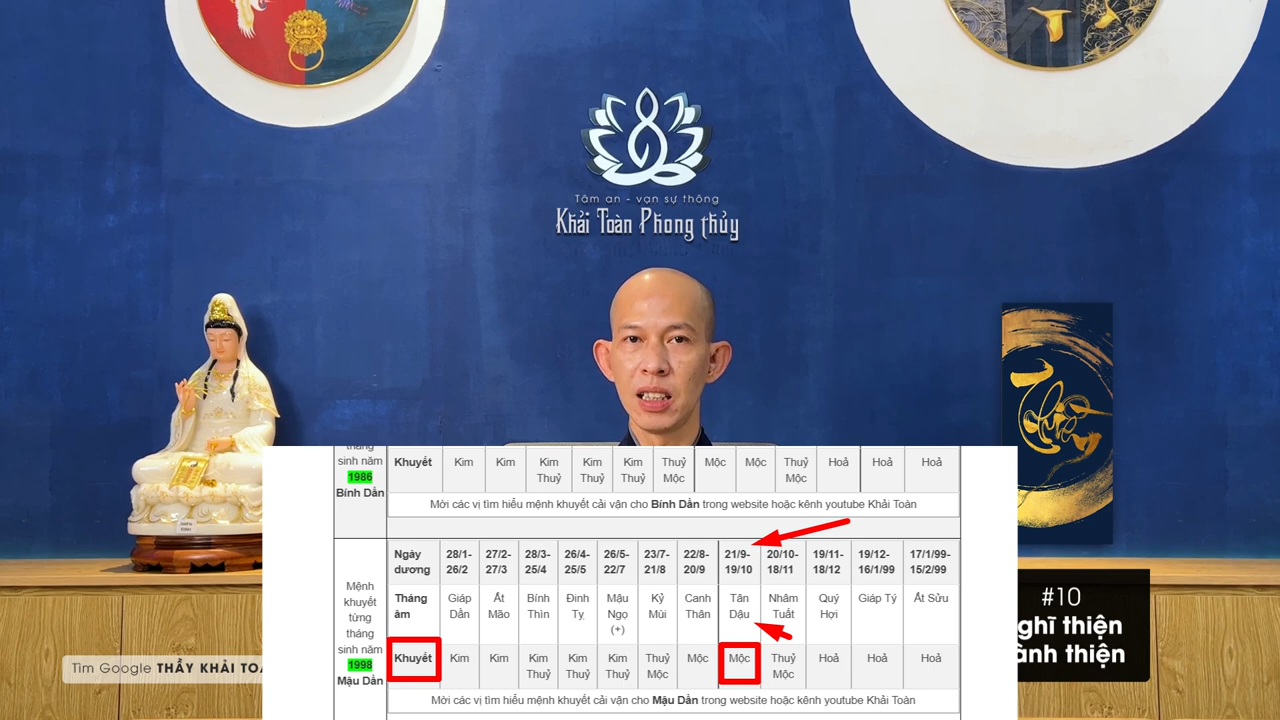 Tâm an - vạn sự thông
Khải Toàn Phong thủy
tháng
sinh năm
1986
Bính Dần
Khuyết Kim Kim Kim Thuỷ Kim Thuỷ Kim Thuỷ Thuỷ Mộc Mộc Mộc Thuỷ Mộc Hoả Hoả Hoả
Mời các vị tìm hiểu mệnh khuyết cải vận cho Bính Dần trong website hoặc kênh youtube Khải Toàn
Mệnh
khuyết
từng
tháng
sinh năm
1998
Mậu Dần
Ngày dương 28/1-26/2 27/2-27/3 28/3-25/4 26/4-25/5 26/5-22/7 23/7-21/8 22/8-20/9 21/9-19/10 20/10-18/11 19/11-18/12 19/12-16/1/99 17/1/99-15/2/99
Tháng âm Giáp Dần Ất Mão Bính Thìn Đinh Tỵ Mậu Ngọ (+) Kỷ Mùi Canh Thân Tân Dậu Nhâm Tuất Quý Hợi Giáp Tý Ất Sửu
Khuyết Kim Kim Kim Thuỷ Kim Thuỷ Kim Thuỷ Thuỷ Mộc Mộc Mộc Thuỷ Mộc Hoả Hoả Hoả
Mời các vị tìm hiểu mệnh khuyết cải vận cho Mậu Dần trong website hoặc kênh youtube Khải Toàn
#10
ghĩ thiện
ành thiện
Tìm Google THẦY KHẢI TOÀ